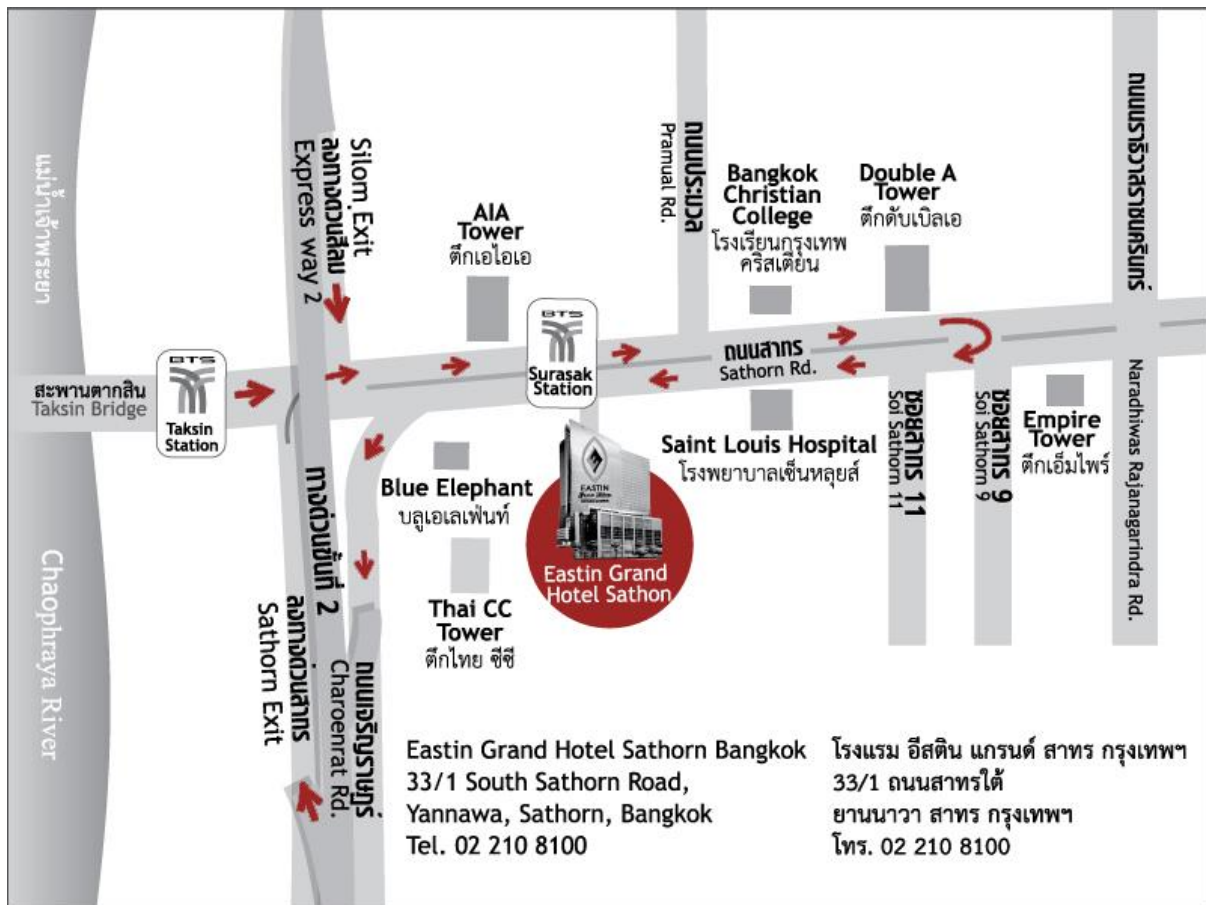 แม่น้ำเจ้าพระยา
Chaophraya River
สะพานตากสิน
Taksin Bridge
BTS
Taksin
Station
Silom Exit
ลงทางด่วนสีลม
Express way 2
AIA
Tower
ตึกเอไอเอ
BTS
Surasak
Station
ถนนประมวล
Pramual Rd.
Bangkok
Christian
College
โรงเรียนกรุงเทพ
คริสเตียน
Double A
Tower
ตึกดับเบิลเอ
ถนนนราธิวาสราชนครินทร์
Naradhiwas Rajanagarindra Rd.
ถนนสาทร
Sathorn Rd.
Blue Elephant
บลูเอเลเฟ่นท์
Thai CC
Tower
ตึกไทย ซีซี
EASTIN
Eastin Grand
Hotel Sathon
Saint Louis Hospital
โรงพยาบาลเซ็นหลุยส์
ซอยสาทร 11
Soi Sathorn 11
ซอยสาทร 9
Soi Sathorn 9
Empire
Tower
ตึกเอ็มไพร์
ทางด่วนขั้นที่ 2
ลงทางด่วนสาทร
Sathorn Exit
ถนนเจริญราษฎร์
Charoenrat Rd.
Eastin Grand Hotel Sathorn Bangkok
33/1 South Sathorn Road,
Yannawa, Sathorn, Bangkok
Tel. 02 210 8100
โรงแรม อีสติน แกรนด์ สาทร กรุงเทพฯ
33/1 ถนนสาทรใต้
ยานนาวา สาทร กรุงเทพฯ
โทร. 02 210 8100